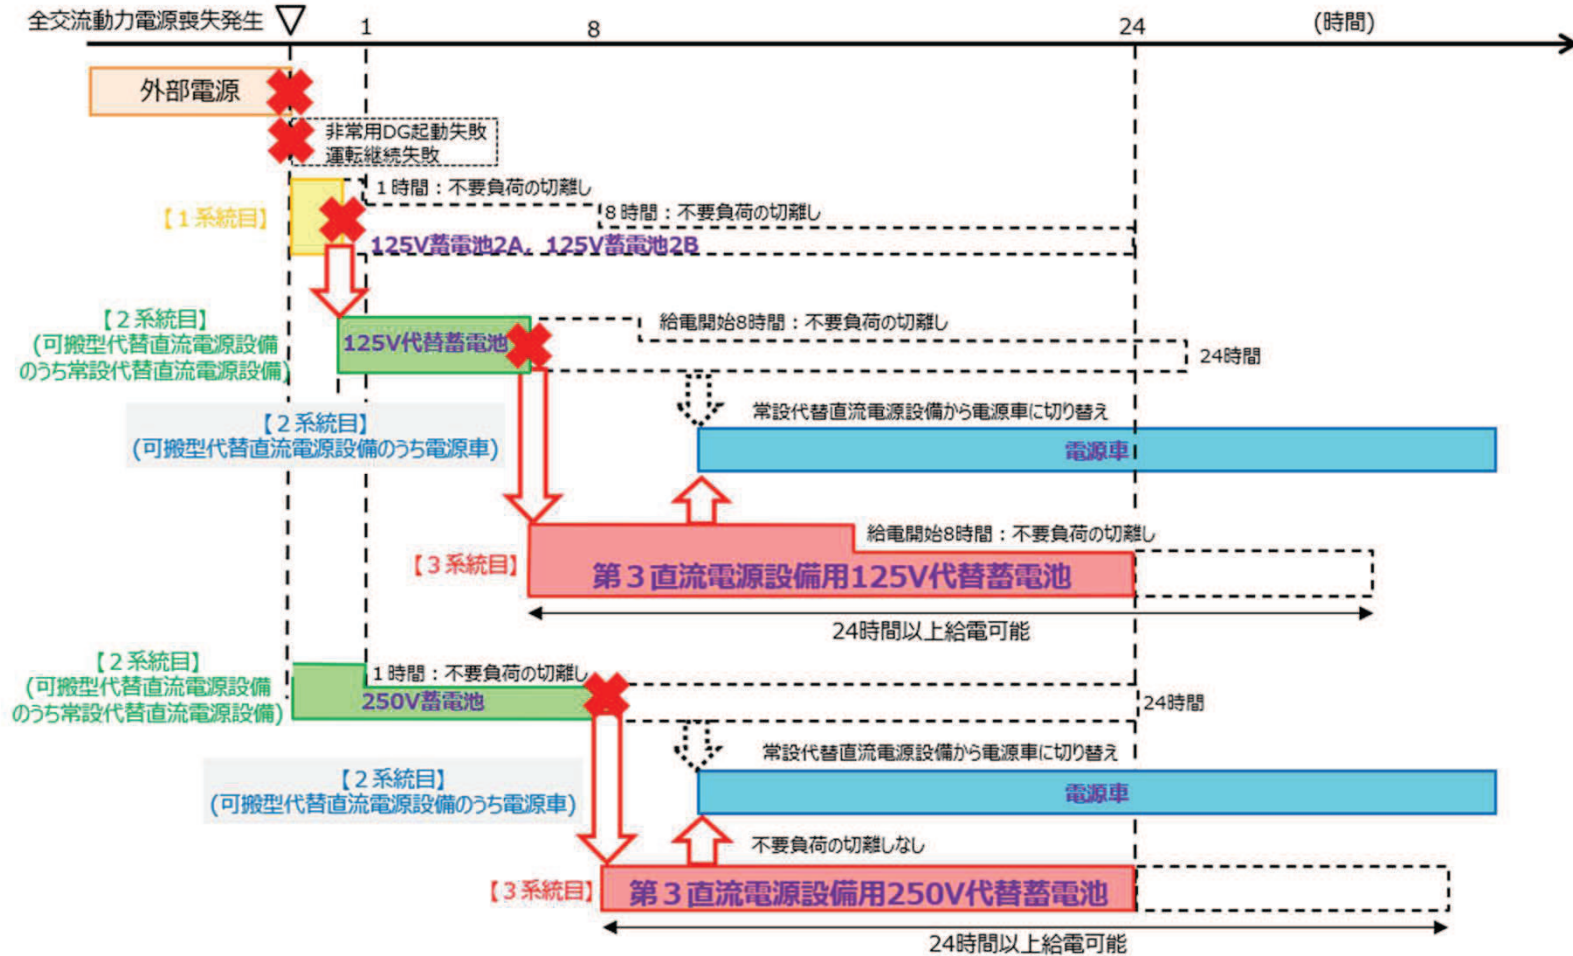 全交流動力電源喪失発生
1
8
24
(時間)
外部電源
非常用DG起動失敗
運転継続失敗
1時間：不要負荷の切離し
【1系統目】
8時間：不要負荷の切離し
125V蓄電池2A，125V蓄電池2B
【2系統目】
(可搬型代替直流電源設備
のうち常設代替直流電源設備)
125V代替蓄電池
給電開始8時間：不要負荷の切離し
24時間
【2系統目】
(可搬型代替直流電源設備のうち電源車)
常設代替直流電源設備から電源車に切り替え
電源車
給電開始8時間：不要負荷の切離し
【3系統目】
第3直流電源設備用125V代替蓄電池
24時間以上給電可能
【2系統目】
(可搬型代替直流電源設備
のうち常設代替直流電源設備)
1時間：不要負荷の切離し
250V蓄電池
24時間
常設代替直流電源設備から電源車に切り替え
【2系統目】
(可搬型代替直流電源設備のうち電源車)
電源車
不要負荷の切離しなし
【3系統目】
第3直流電源設備用250V代替蓄電池
24時間以上給電可能